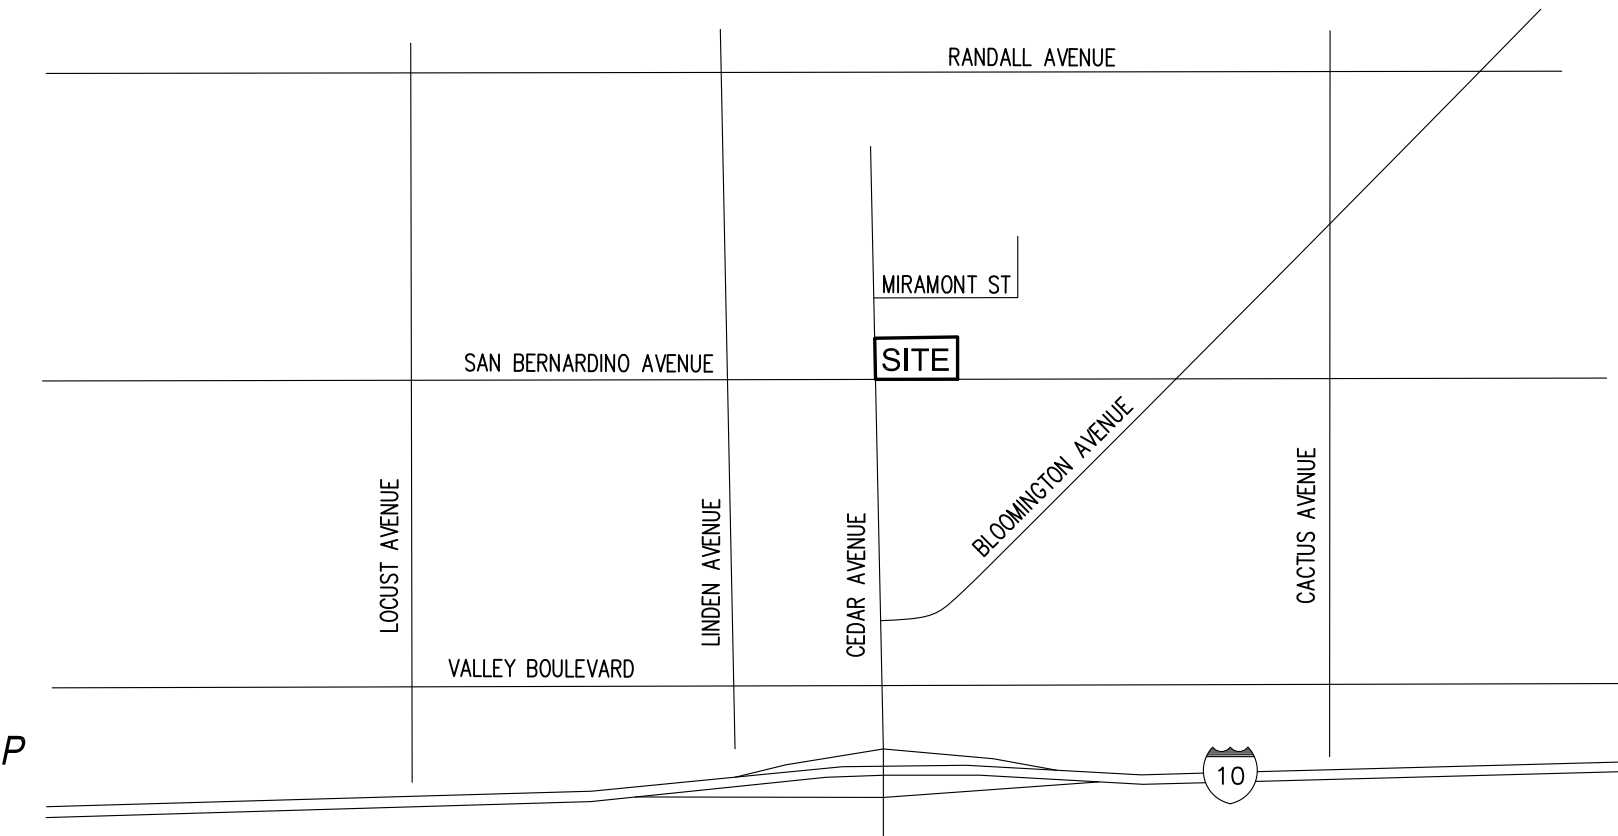 RANDALL AVENUE
MIRAMONT ST
SITE
SAN BERNARDINO AVENUE
BLOOMINGTON AVENUE
LOCUST AVENUE
LINDEN AVENUE
CEDAR AVENUE
CACTUS AVENUE
VALLEY BOULEVARD
P
10